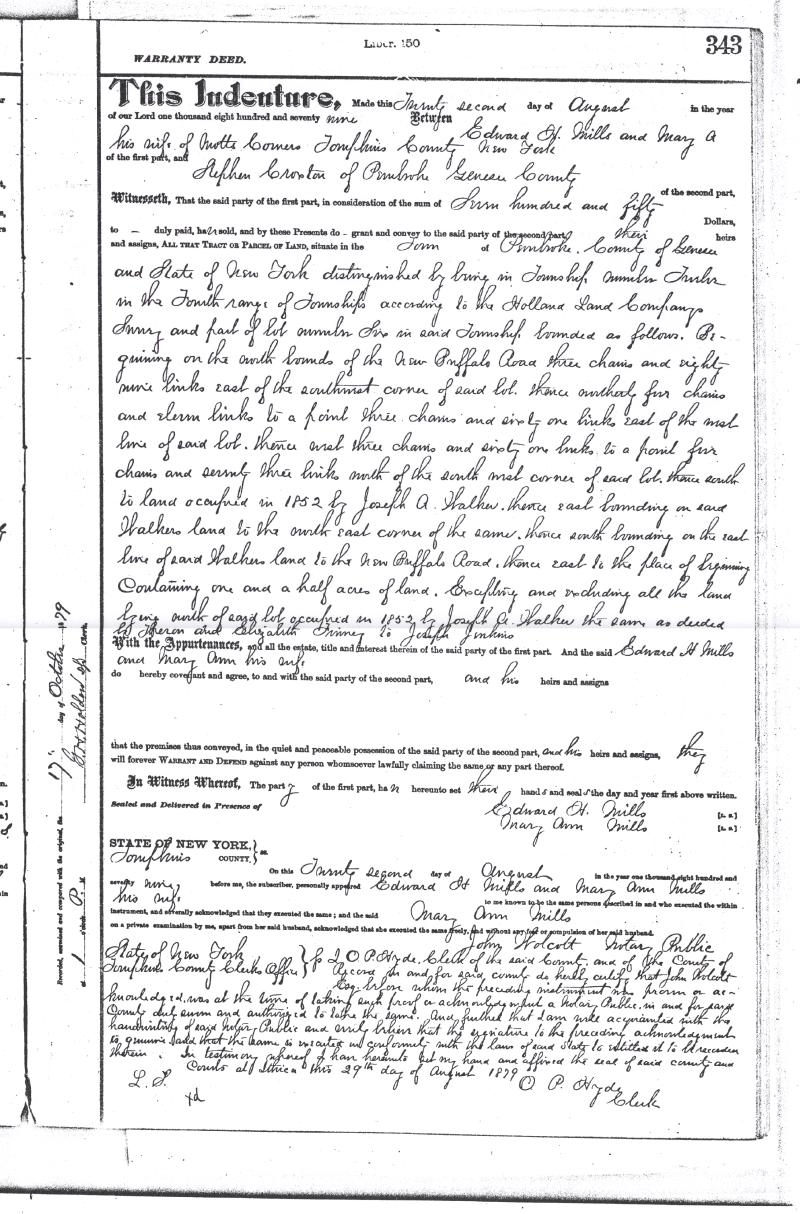 Liber. 150
343
WARRANTY DEED.
This Indenture, Made this Twenty second day of August in the year
of our Lord one thousand eight hundred and seventy nine Between Edward H. Mills and Mary A
his wife of Motts Corners Tompkins County New York
of the first part, and
Stephen Croxton of Pembroke Genesee County
of the second part,
Witnesseth, That the said party of the first part, in consideration of the sum of Seven hundred and fifty
Dollars,
to – duly paid, have sold, and by these Presents do – grant and convey to the said party of the second part, their heirs
and assigns, ALL THAT TRACT OR PARCEL OF LAND, situate in the Town of Pembroke. County of Genesee
and State of New York distinguished by being in Township number Twelve
in the Fourth range of Townships according to the Holland Land Companys
Survey and part of lot number Six in said Township. bounded as follows. Be-
ginning on the north bounds of the New Buffalo Road three chains and eighty
nine links east of the southwest corner of said lot. thence northerly four chains
and eleven links to a point three chains and sixty one links east of the west
line of said lot. thence west three chains and sixty one links. to a point four
chains and seventy three links north of the south west corner of said lot, thence south
to land occupied in 1852 by Joseph A. Walker. thence east bounding on said
Walkers land to the north east corner of the same. thence south bounding on the east
line of said Walkers land to the New Buffalo Road. thence east to the place of beginning
Containing one and a half acres of land. Excepting and excluding all the land
lying north of said lot occupied in 1852 by Joseph A. Walker the same as deeded
by Theron and Elizabeth Finney to Joseph Jenkins
With the Appurtenances, and all the estate, title and interest therein of the said party of the first part. And the said Edward H Mills
and Mary Ann his wife
do hereby covenant and agree, to and with the said party of the second part, and his heirs and assigns
that the premises thus conveyed, in the quiet and peaceable possession of the said party of the second part, and his heirs and assigns, they
will forever WARRANT AND DEFEND against any person whomsoever lawfully claiming the same or any part thereof.
In Witness Whereof, The party of the first part, have hereunto set their hands and seals the day and year first above written.
Sealed and Delivered in Presence of
Edward H. Mills [L. S.]
Mary Ann Mills [L. S.]
STATE OF NEW YORK, } ss.
Tompkins COUNTY,
On this Twenty second day of August in the year one thousand eight hundred and
seventy nine, before me, the subscriber, personally appeared Edward H Mills and Mary Ann Mills
his wife to me known to be the same persons described in and who executed the within
instrument, and severally acknowledged that they executed the same; and the said Mary Ann Mills
on a private examination by me, apart from her said husband, acknowledged that she executed the same freely, and without any fear or compulsion of her said husband.
John Wolcott Notary Public
State of New York
Tompkins County Clerks Office } ss I O P. Hyde, Clerk of the said County and of the County of
Record in and for said county do hereby certify that John Wolcott
Esq. before whom the preceding instrument was proven or ac-
knowledged, was at the time of taking such proof or acknowledgment a Notary Public, in and for said
County duly sworn and authorized to take the same. And further that I am well acquainted with the
handwriting of said Notary Public and verily believe that the signature to the preceding acknowledgment
is genuine and that the same is executed in conformity with the laws of said State to entitled it to be recorded
therein. In testimony whereof I have hereunto set my hand and affixed the seal of said county and
Courts at Ithaca this 29th day of August 1879
O P. Hyde
Clerk
L. S.
xd
Recorded, examined and compared with the original, the 17 day of October 1879
at 1 o'clock P. M. Clerk.